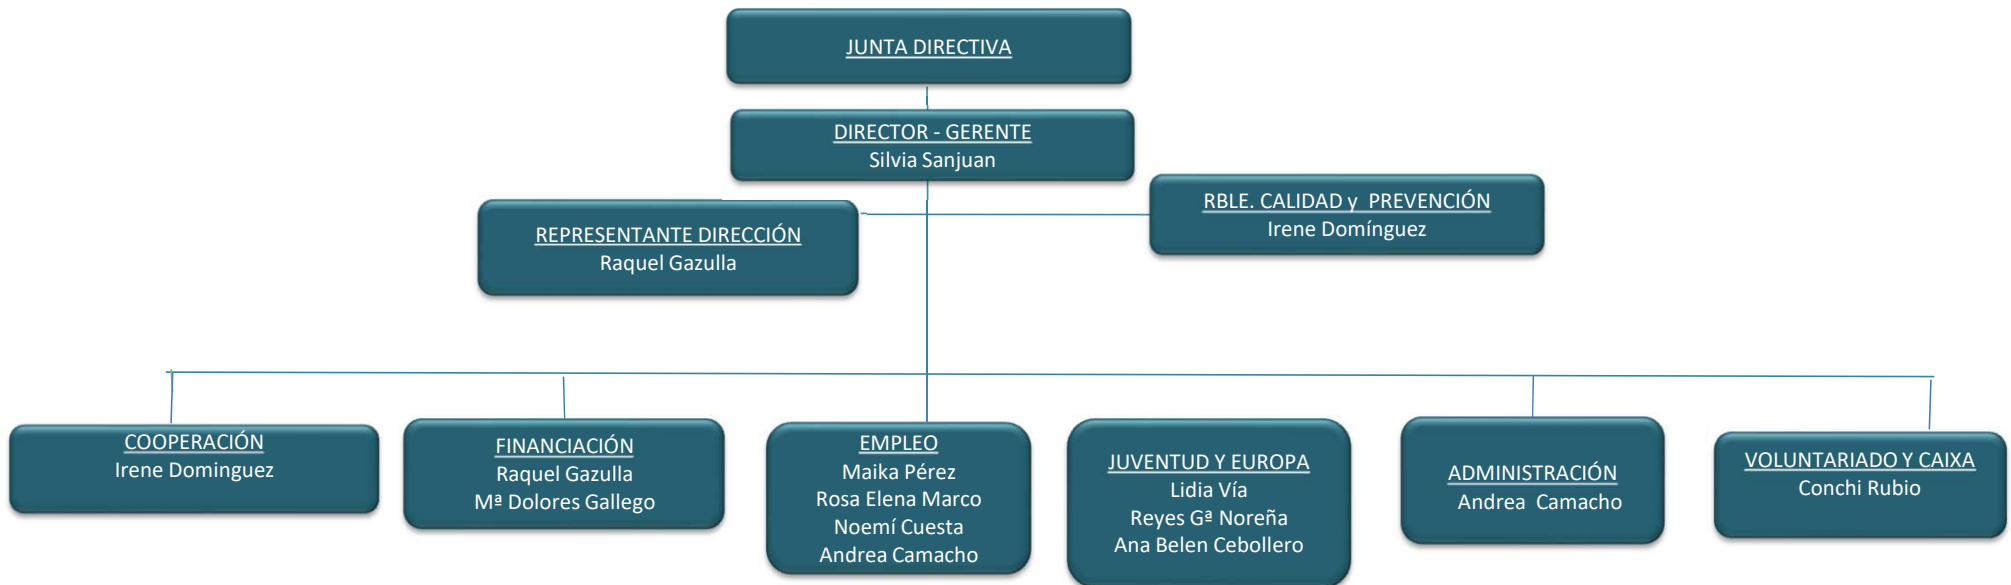 JUNTA DIRECTIVA
DIRECTOR - GERENTE
Silvia Sanjuan
REPRESENTANTE DIRECCIÓN
Raquel Gazulla
RBLE. CALIDAD y PREVENCIÓN
Irene Domínguez
COOPERACIÓN
Irene Dominguez
FINANCIACIÓN
Raquel Gazulla
Mª Dolores Gallego
EMPLEO
Maika Pérez
Rosa Elena Marco
Noemí Cuesta
Andrea Camacho
JUVENTUD Y EUROPA
Lidia Vía
Reyes Gª Noreña
Ana Belen Cebollero
ADMINISTRACIÓN
Andrea Camacho
VOLUNTARIADO Y CAIXA
Conchi Rubio